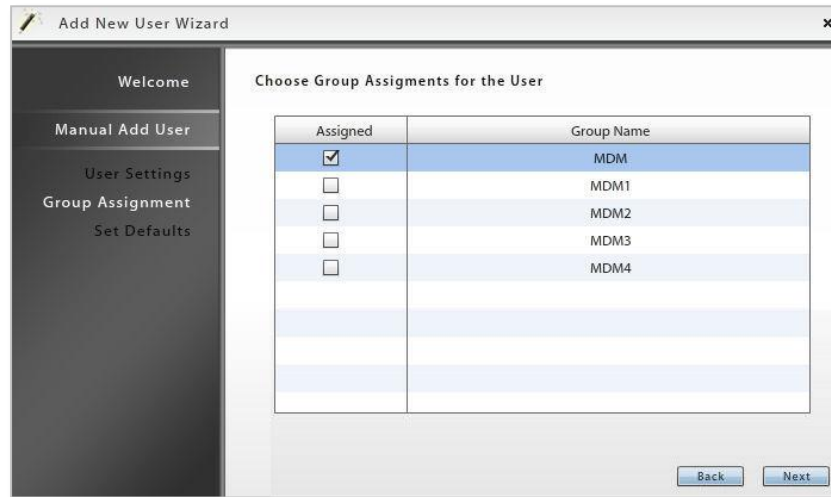 Add New User Wizard
Welcome
Manual Add User
User Settings
Group Assignment
Set Defaults
Choose Group Assigments for the User
Assigned Group Name
MDM
MDM1
MDM2
MDM3
MDM4
Back Next